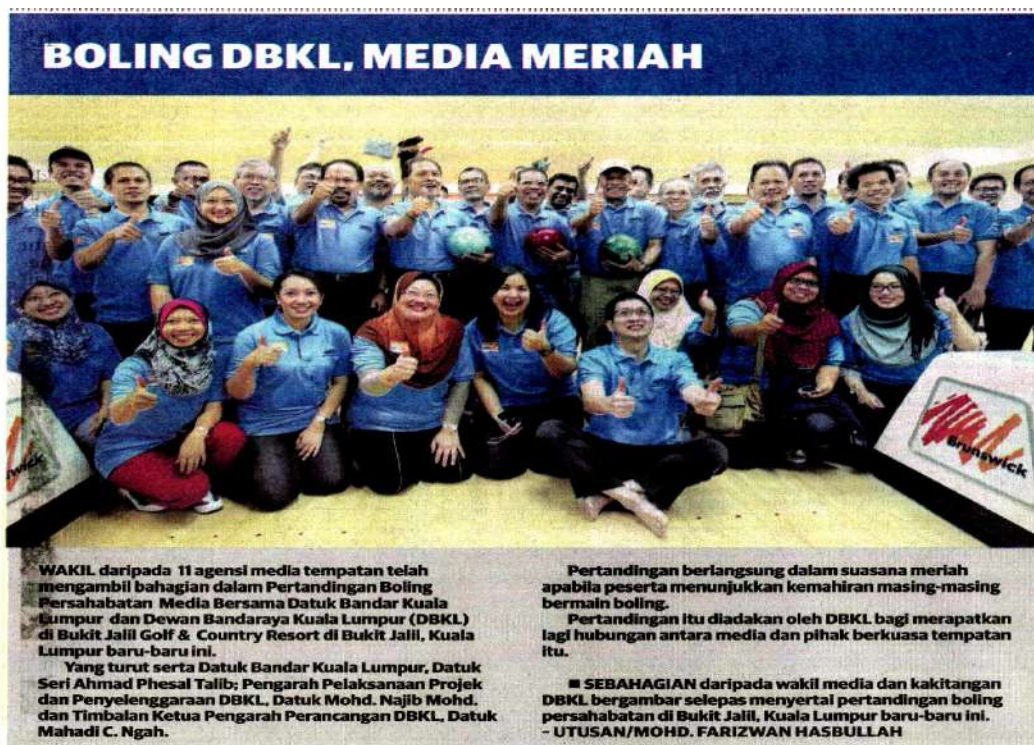 BOLING DBKL, MEDIA MERIAH
Brunswick
WAKIL daripada 11 agensi media tempatan telah
mengambil bahagian dalam Pertandingan Boling
Persahabatan Media Bersama Datuk Bandar Kuala
Lumpur dan Dewan Bandaraya Kuala Lumpur (DBKL)
di Bukit Jalil Golf & Country Resort di Bukit Jalil, Kuala
Lumpur baru-baru ini.
Yang turut serta Datuk Bandar Kuala Lumpur, Datuk
Seri Ahmad Phesal Talib; Pengarah Pelaksanaan Projek
dan Penyelenggaraan DBKL, Datuk Mohd. Najib Mohd.
dan Timbalan Ketua Pengarah Perancangan DBKL, Datuk
Mahadi C. Ngah.
Pertandingan berlangsung dalam suasana meriah
apabila peserta menunjukkan kemahiran masing-masing
bermain boling.
Pertandingan itu diadakan oleh DBKL bagi merapatkan
lagi hubungan antara media dan pihak berkuasa tempatan
itu.
■ SEBAHAGIAN daripada wakil media dan kakitangan
DBKL bergambar selepas menyertai pertandingan boling
persahabatan di Bukit Jalil, Kuala Lumpur baru-baru ini.
– UTUSAN/MOHD. FARIZWAN HASBULLAH